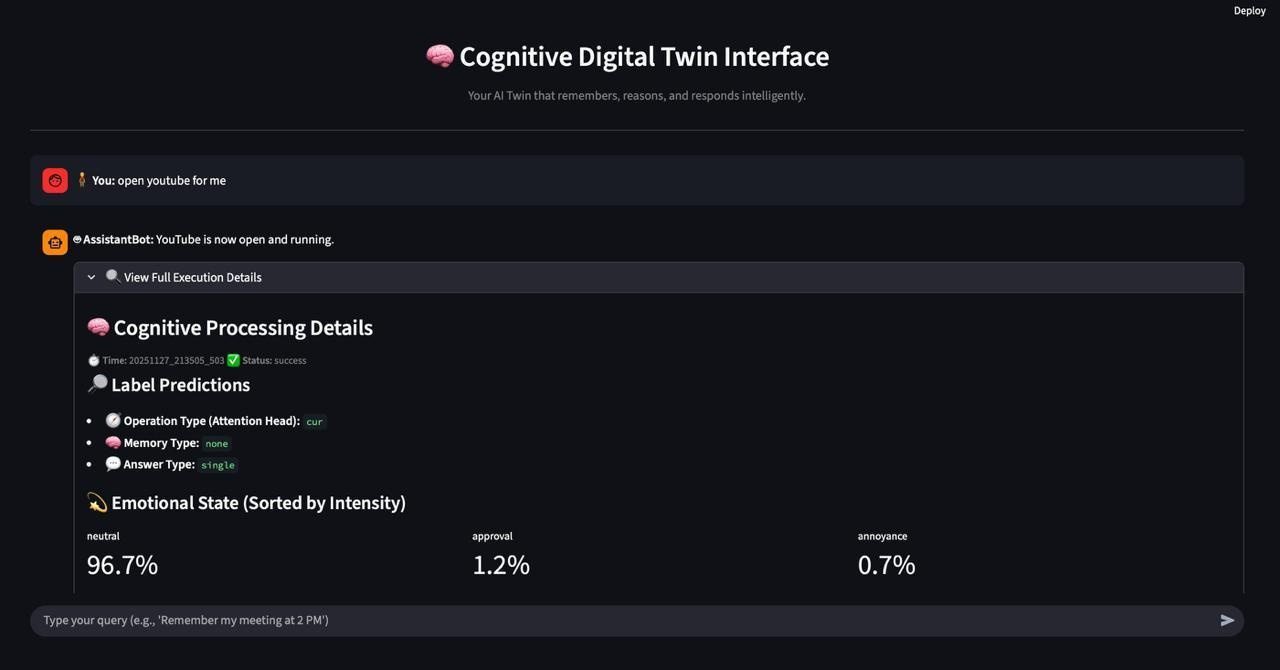 Deploy
🧠 Cognitive Digital Twin Interface
Your AI Twin that remembers, reasons, and responds intelligently.
🧍 You: open youtube for me
AssistantBot: YouTube is now open and running.
🔍 View Full Execution Details
🧠 Cognitive Processing Details
⏱️ Time: 20251127_213505_503 ✅ Status: success
🔎 Label Predictions
• 🧭 Operation Type (Attention Head): cur
• 🧠 Memory Type: none
• 💬 Answer Type: single
💫 Emotional State (Sorted by Intensity)
neutral approval annoyance
96.7% 1.2% 0.7%
Type your query (e.g., 'Remember my meeting at 2 PM')